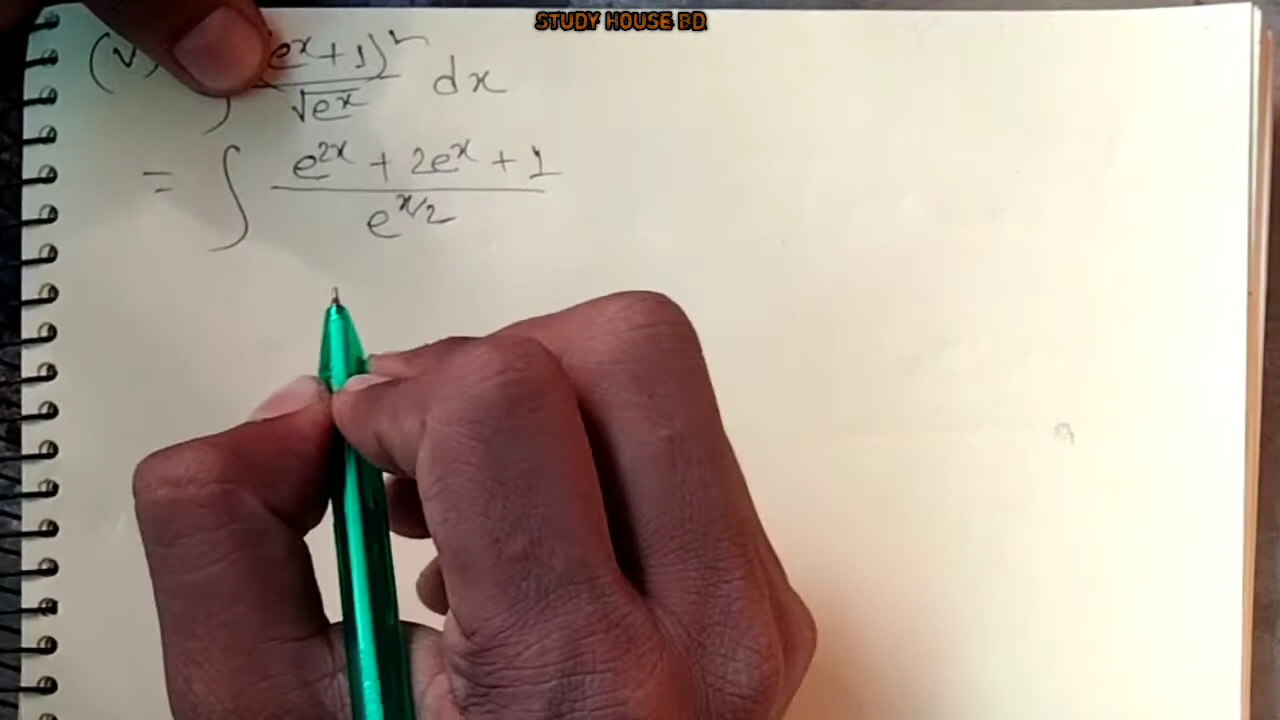 STUDY HOUSE BD
(v) ∫ (e^x + 1)^2 / √e^x dx
= ∫ e^{2x} + 2e^x + 1 / e^{x/2}